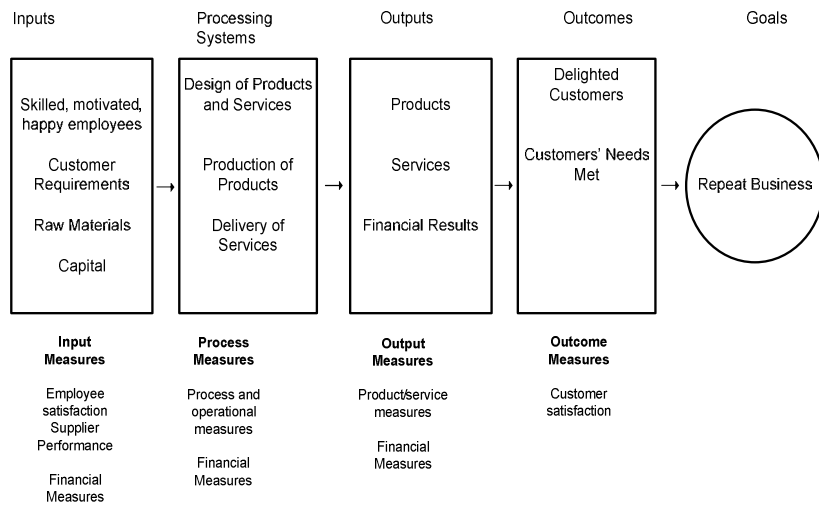 Inputs
Processing
Systems
Outputs
Outcomes
Goals
Skilled, motivated,
happy employees
Customer
Requirements
Raw Materials
Capital
Design of Products
and Services
Production of
Products
Delivery of
Services
Products
Services
Financial Results
Delighted
Customers
Customers' Needs
Met
Repeat Business
Input
Measures
Employee
satisfaction
Supplier
Performance
Financial
Measures
Process
Measures
Process and
operational
measures
Financial
Measures
Output
Measures
Product/service
measures
Financial
Measures
Outcome
Measures
Customer
satisfaction